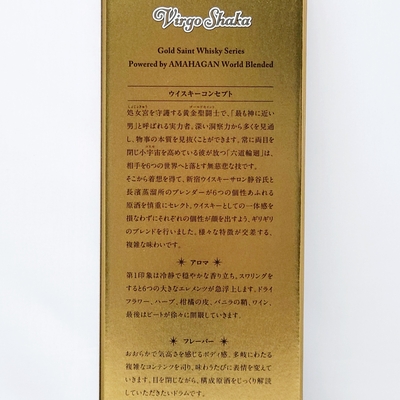 Virgo Shaka
Gold Saint Whisky Series
Powered by AMAHAGAN World Blended
ウイスキーコンセプト
処女宮を守護する黄金聖闘士で、「最も神に近い
男」と呼ばれる実力者。深い洞察力から多くを見通
し、物事の本質を見抜くことができます。常に両目を
閉じ小宇宙を高めている彼が放つ「六道輪廻」は、
相手を6つの世界へと落す無慈悲な技です。
そこから着想を得て、新宿ウイスキーサロン静谷氏と
長濱蒸溜所のブレンダーが6つの個性あふれる
原酒を慎重にセレクト。ウイスキーとしての一体感を
損なわずにそれぞれの個性が顔を出すよう、ギリギリ
のブレンドを行いました。様々な特徴が交差する、
複雑な味わいです。
アロマ
第1印象は冷静で穏やかな香り立ち。スワリングを
すると6つの大きなエレメンツが急浮上します。ドライ
フラワー、ハーブ、柑橘の皮、バニラの鞘、ワイン、
最後はピートが徐々に開顕していきます。
フレーバー
おおらかで気高さを感じるボディ感。多岐にわたる
複雑なコンテンツを司り、味わうたびに表情を変えて
いきます。目を閉じながら、構成原酒をじっくり解読
していただきたいドラムです。